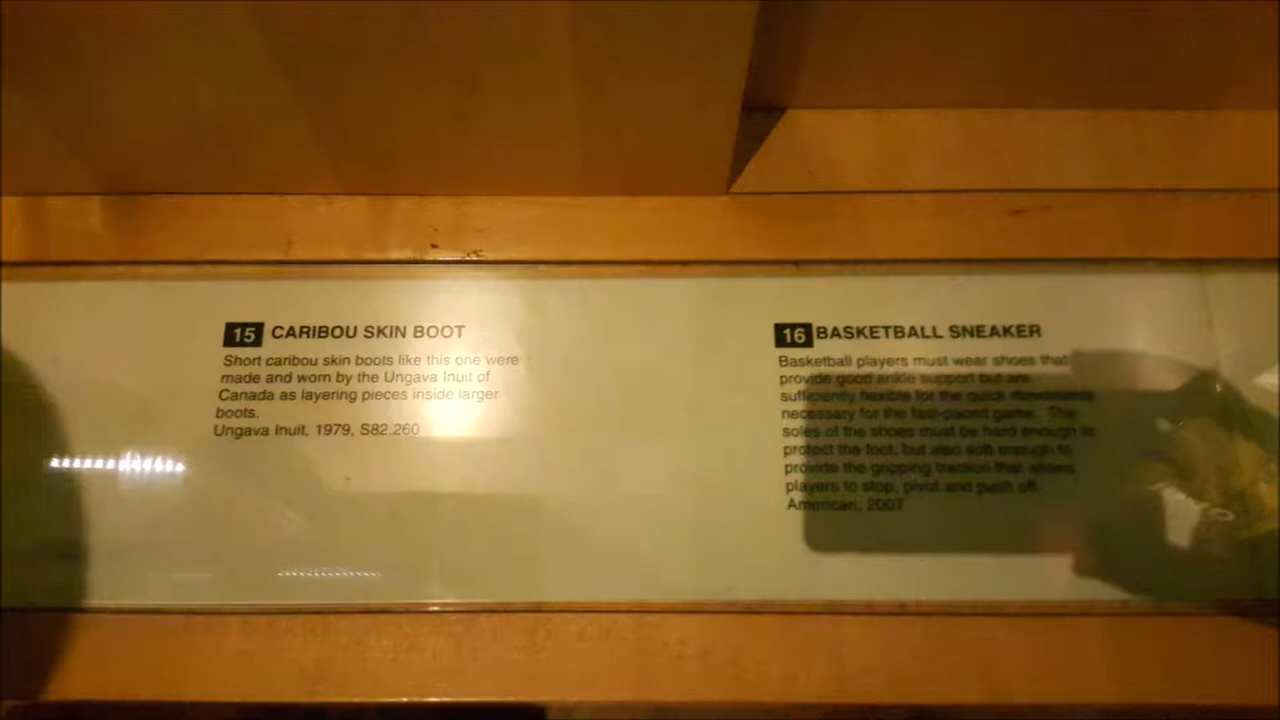 15 CARIBOU SKIN BOOT
Short caribou skin boots like this one were
made and worn by the Ungava Inuit of
Canada as layering pieces inside larger
boots.
Ungava Inuit, 1979, S82.260
16 BASKETBALL SNEAKER
Basketball players must wear shoes that
provide good ankle support but are
sufficiently flexible for the quick movements
necessary for the fast-paced game. The
soles of the shoes must be hard enough to
protect the foot, but also soft enough to
provide the gripping traction that allows
players to stop, pivot and push off.
American, 2007